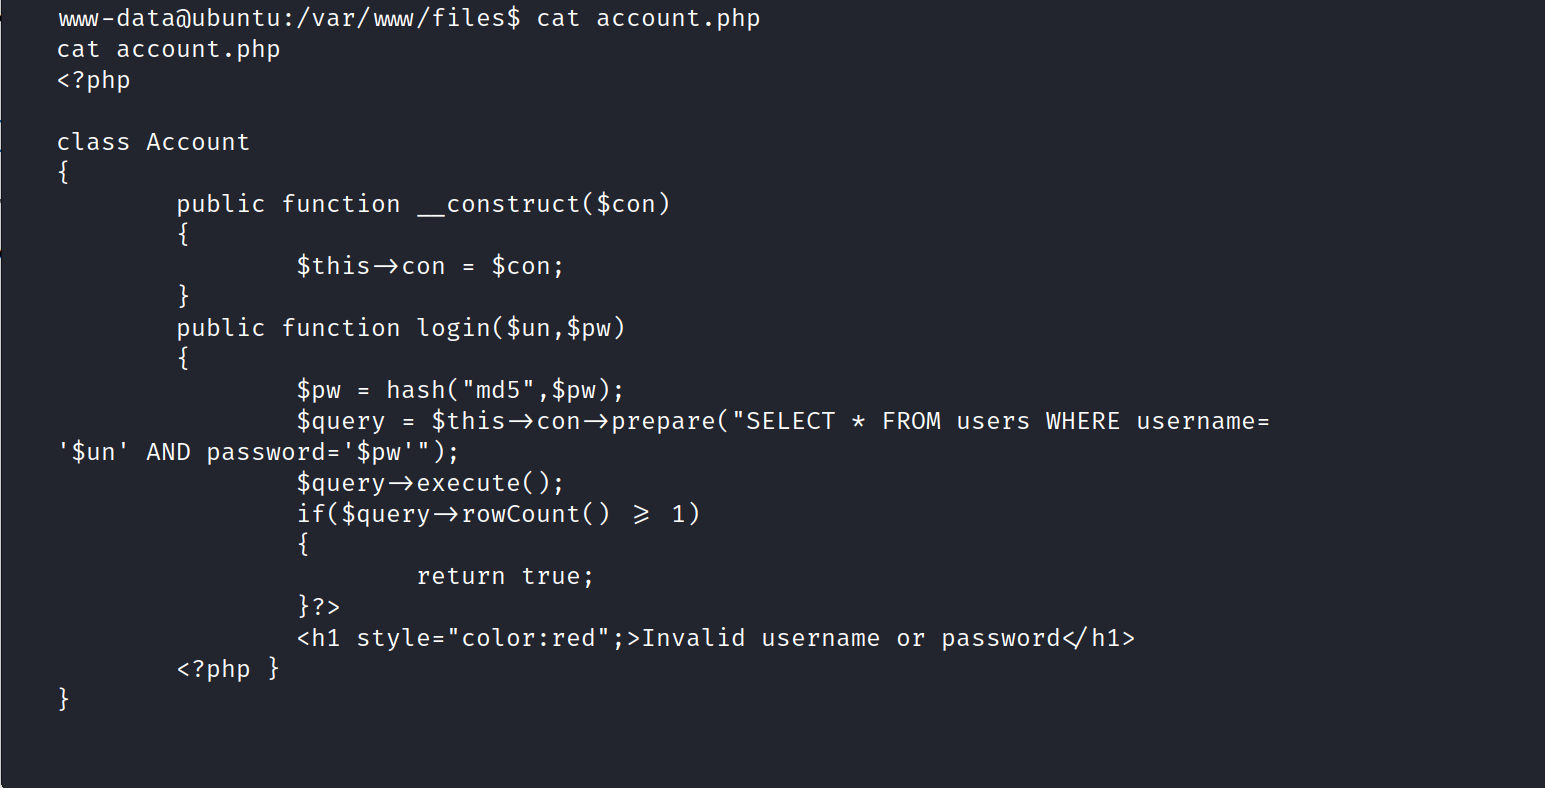 www-data@ubuntu:/var/www/files$ cat account.php
cat account.php
<?php
class Account
{
public function __construct($con)
{
$this->con = $con;
}
public function login($un,$pw)
{
$pw = hash("md5",$pw);
$query = $this->con->prepare("SELECT * FROM users WHERE username=
'$un' AND password='$pw'");
$query->execute();
if($query->rowCount() >= 1)
{
return true;
}?>
<h1 style="color:red";>Invalid username or password</h1>
<?php }
}